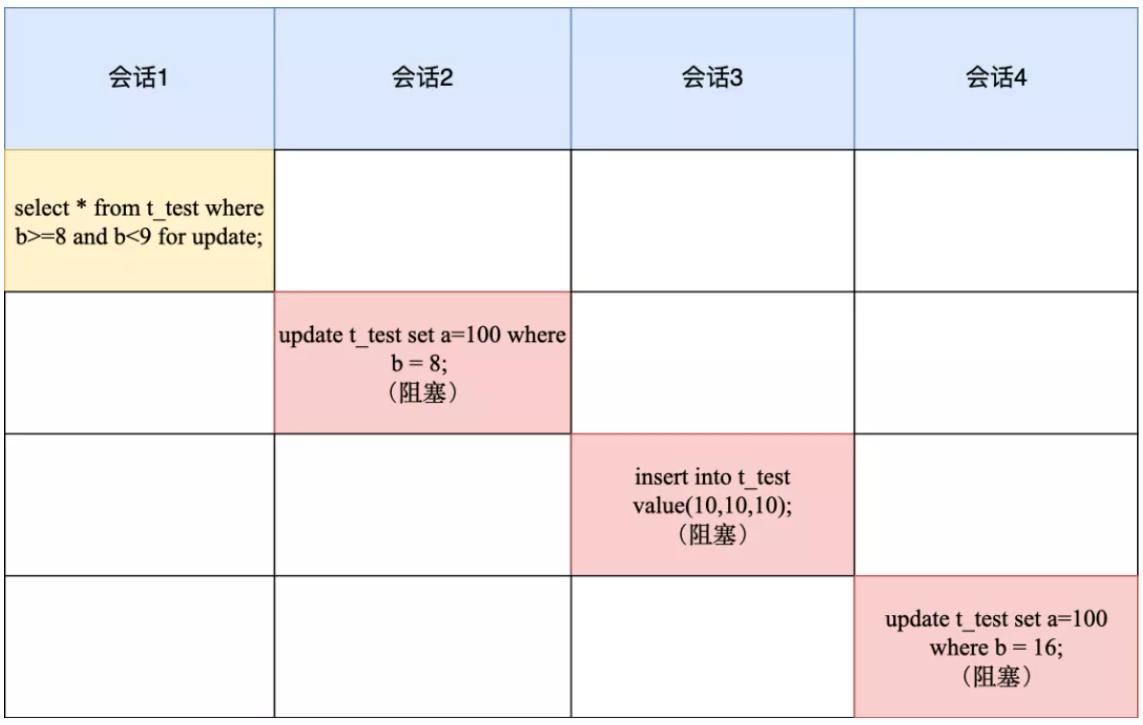 会话1
会话2
会话3
会话4
select * from t_test where
b>=8 and b<9 for update;
update t_test set a=100 where
b = 8;
（阻塞）
insert into t_test
value(10,10,10);
（阻塞）
update t_test set a=100
where b = 16;
（阻塞）